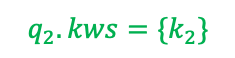 q₂.kws = {k₂}